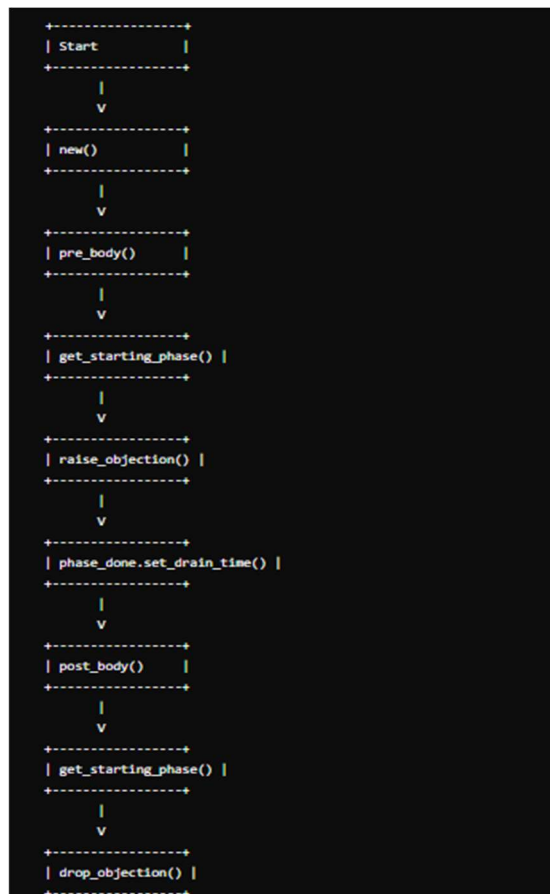 +-----------------+
| Start           |
+-----------------+
|
v
+-----------------+
| new()           |
+-----------------+
|
v
+-----------------+
| pre_body()      |
+-----------------+
|
v
+-----------------+
| get_starting_phase() |
+-----------------+
|
v
+-----------------+
| raise_objection() |
+-----------------+
|
v
+-----------------+
| phase_done.set_drain_time() |
+-----------------+
|
v
+-----------------+
| post_body()     |
+-----------------+
|
v
+-----------------+
| get_starting_phase() |
+-----------------+
|
v
+-----------------+
| drop_objection() |
+-----------------+